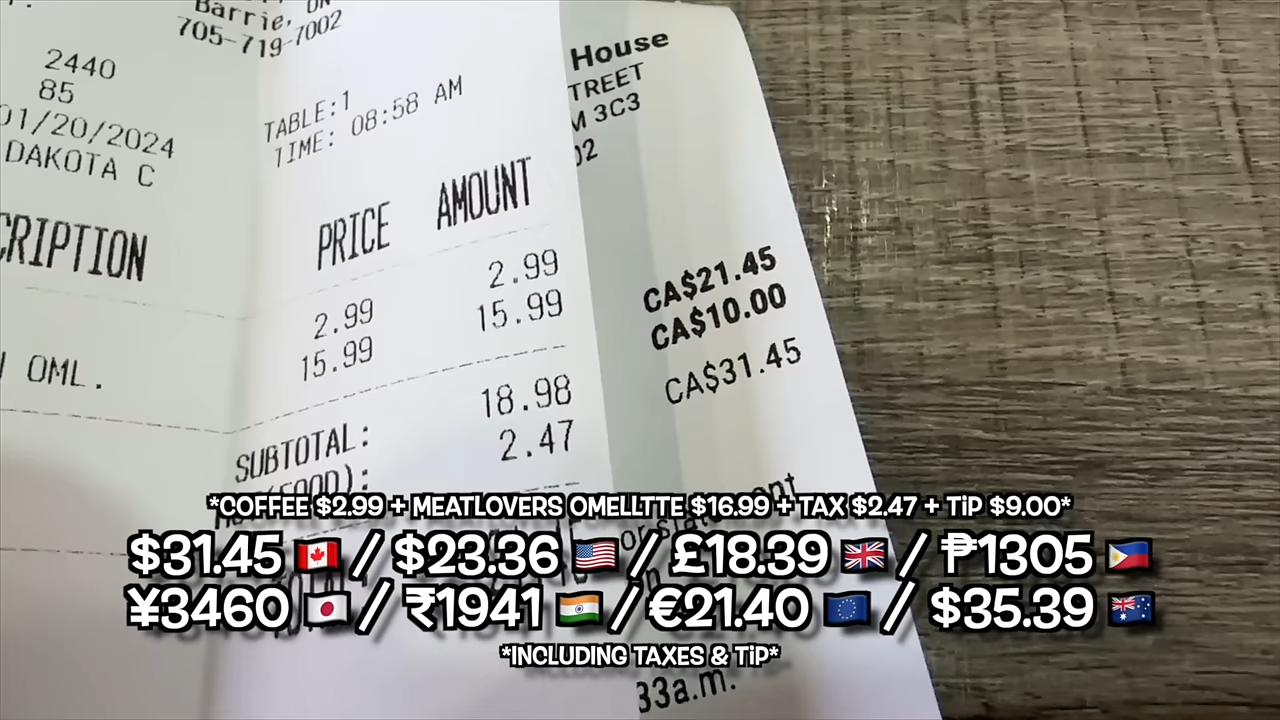 Barrie, ON
705-719-7002
2440
85
01/20/2024
DAKOTA C
TABLE:1
TIME: 08:58 AM
CRIPTION
PRICE AMOUNT
2.99 2.99
15.99 15.99
OML.
SUBTOTAL: 18.98
2.47
House
TREET
M 3C3
02
CA$21.45
CA$10.00
CA$31.45
*COFFEE $2.99 + MEATLOVERS OMELLTTE $16.99 + TAX $2.47 + TiP $9.00*
$31.45 🇨🇦 / $23.36 🇺🇸 / £18.39 🇬🇧 / ₱1305 🇵🇭
¥3460 🇯🇵 / ₹1941 🇮🇳 / €21.40 🇪🇺 / $35.39 🇦🇺
*INCLUDING TAXES & TiP*
33a.m.